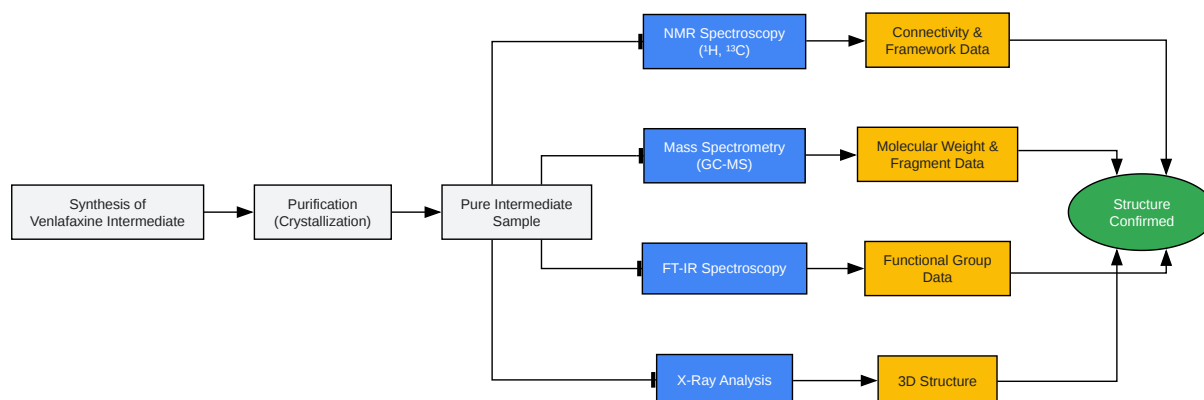 Synthesis of
Venlafaxine Intermediate
Purification
(Crystallization)
Pure Intermediate
Sample
NMR Spectroscopy
(¹H, ¹³C)
Connectivity &
Framework Data
Mass Spectrometry
(GC-MS)
Molecular Weight &
Fragment Data
FT-IR Spectroscopy
Functional Group
Data
X-Ray Analysis
3D Structure
Structure
Confirmed